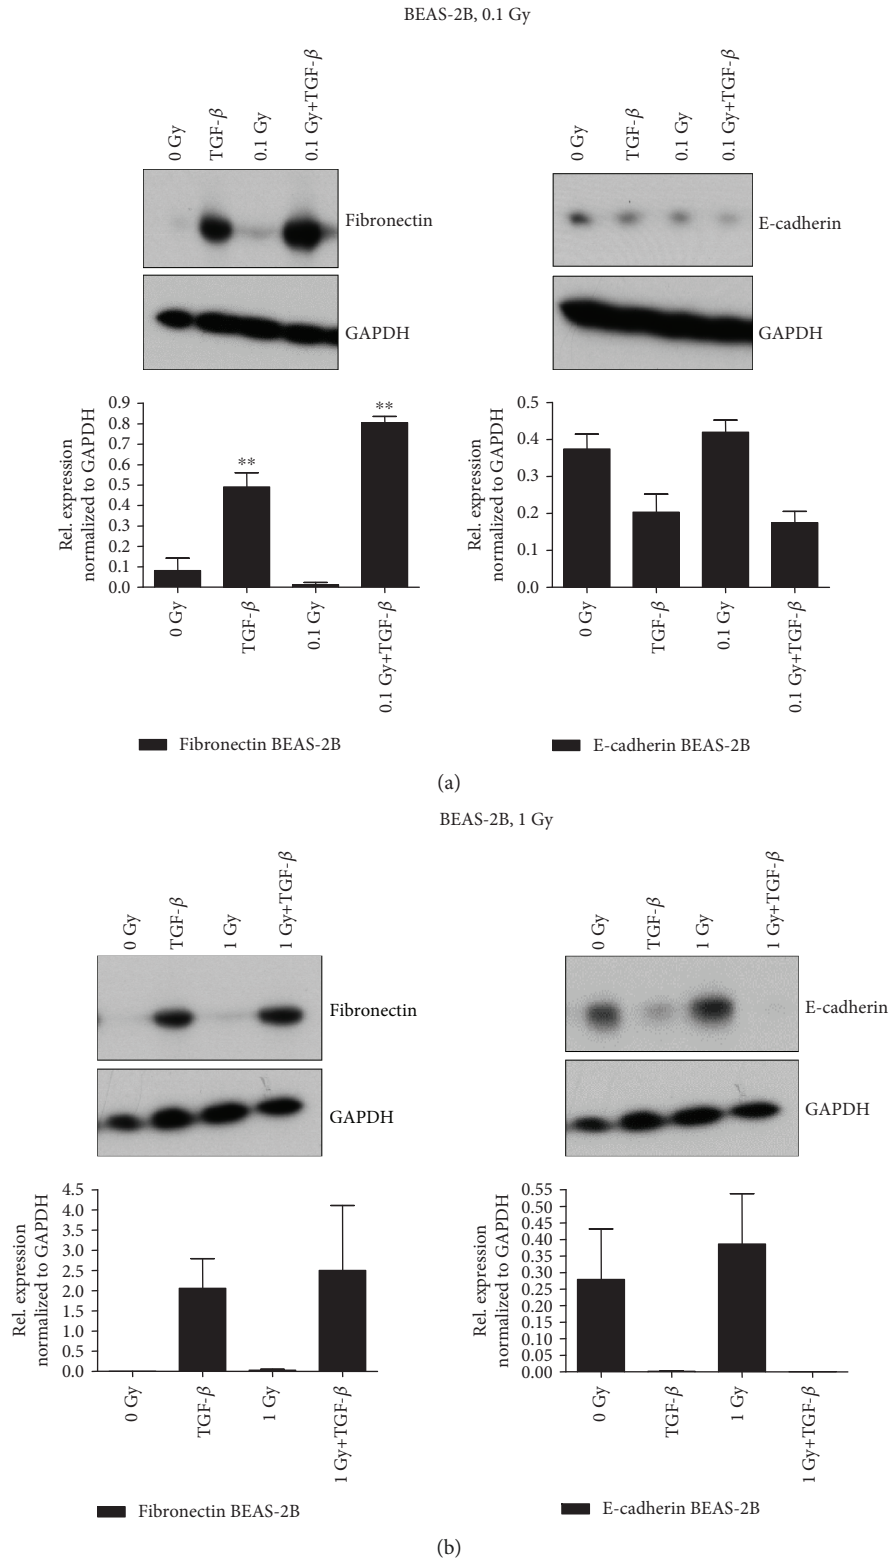 BEAS-2B, 0.1 Gy
0 Gy
TGF-β
0.1 Gy
0.1 Gy+TGF-β
Fibronectin
GAPDH
Rel. expression
normalized to GAPDH
0.9
0.8
0.7
0.6
0.5
0.4
0.3
0.2
0.1
0.0
**
**
0 Gy
TGF-β
0.1 Gy
0.1 Gy+TGF-β
Fibronectin BEAS-2B
0 Gy
TGF-β
0.1 Gy
0.1 Gy+TGF-β
E-cadherin
GAPDH
Rel. expression
normalized to GAPDH
0.5
0.4
0.3
0.2
0.1
0.0
0 Gy
TGF-β
0.1 Gy
0.1 Gy+TGF-β
E-cadherin BEAS-2B
(a)
BEAS-2B, 1 Gy
0 Gy
TGF-β
1 Gy
1 Gy+TGF-β
Fibronectin
GAPDH
Rel. expression
normalized to GAPDH
4.5
4.0
3.5
3.0
2.5
2.0
1.5
1.0
0.5
0.0
0 Gy
TGF-β
1 Gy
1 Gy+TGF-β
Fibronectin BEAS-2B
0 Gy
TGF-β
1 Gy
1 Gy+TGF-β
E-cadherin
GAPDH
Rel. expression
normalized to GAPDH
0.55
0.50
0.45
0.40
0.35
0.30
0.25
0.20
0.15
0.10
0.05
0.00
0 Gy
TGF-β
1 Gy
1 Gy+TGF-β
E-cadherin BEAS-2B
(b)